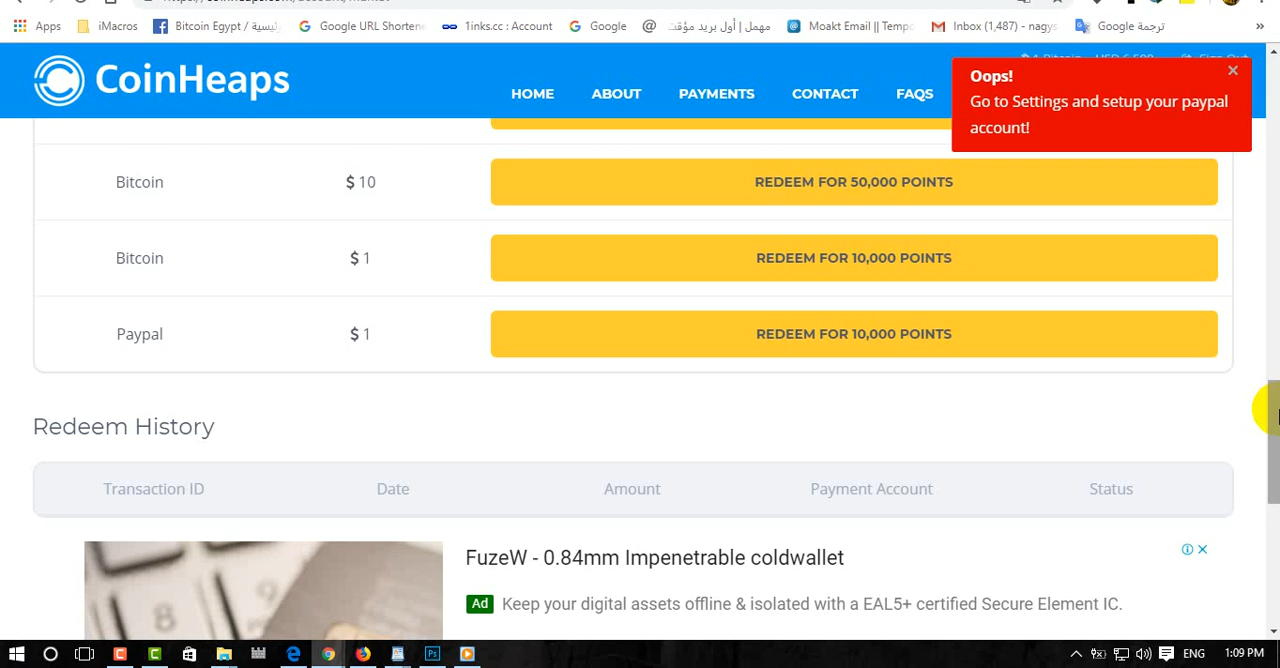 Apps
iMacros
Bitcoin Egypt / رئيسية
Google URL Shortene
1inks.cc : Account
Google
مهمل | أول بريد مؤقت
Moakt Email || Tempo
Inbox (1,487) - nagys
ترجمة Google
»
CoinHeaps
HOME
ABOUT
PAYMENTS
CONTACT
FAQS
Oops!
Go to Settings and setup your paypal
account!
Bitcoin
$ 10
REDEEM FOR 50,000 POINTS
Bitcoin
$ 1
REDEEM FOR 10,000 POINTS
Paypal
$ 1
REDEEM FOR 10,000 POINTS
Redeem History
Transaction ID
Date
Amount
Payment Account
Status
FuzeW - 0.84mm Impenetrable coldwallet
Ad
Keep your digital assets offline & isolated with a EAL5+ certified Secure Element IC.
ENG
1:09 PM